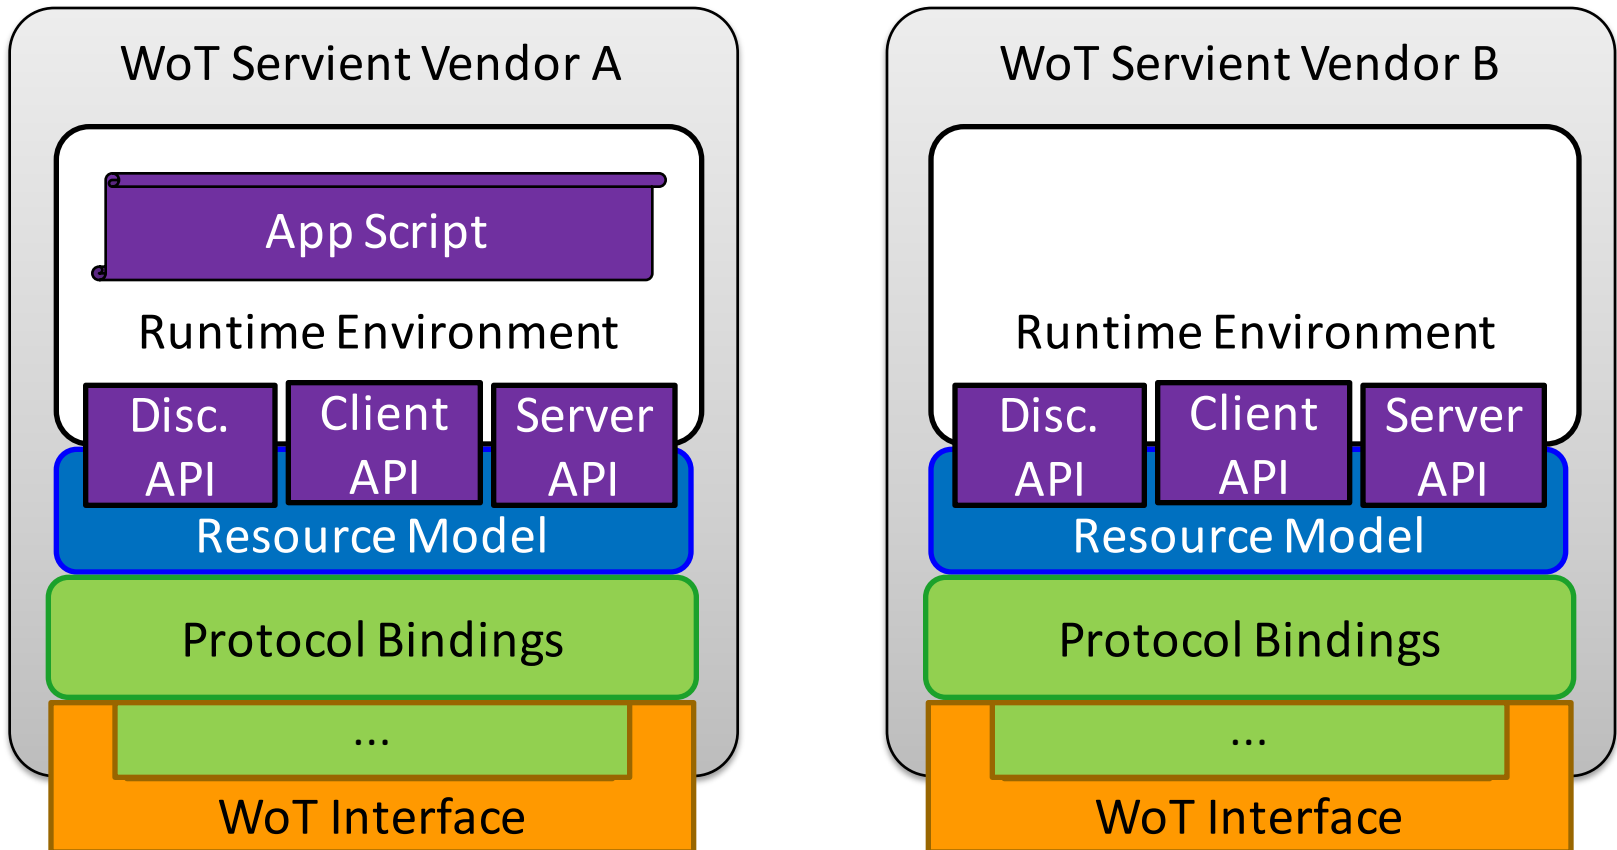 WoT Servient Vendor A
App Script
Runtime Environment
Disc.
API
Client
API
Server
API
Resource Model
Protocol Bindings
...
WoT Interface
WoT Servient Vendor B
Runtime Environment
Disc.
API
Client
API
Server
API
Resource Model
Protocol Bindings
...
WoT Interface